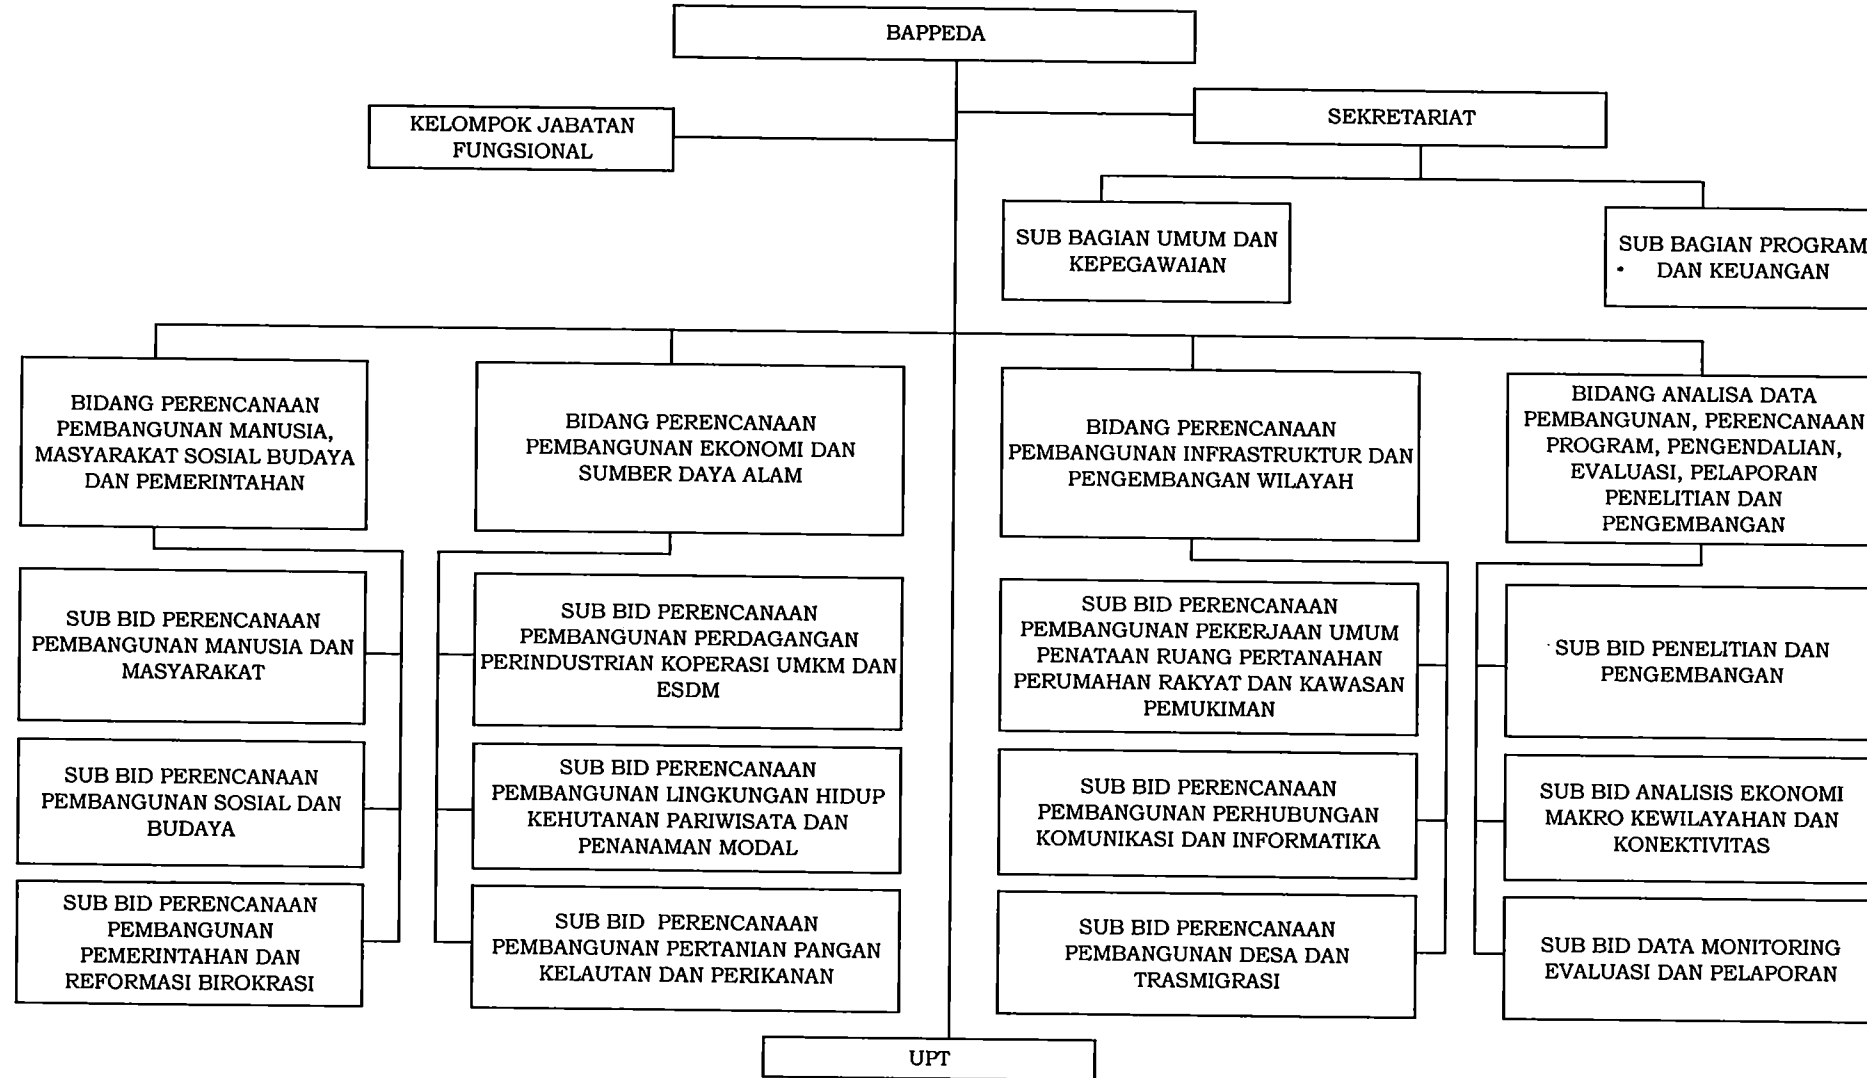 BAPPEDA
KELOMPOK JABATAN
FUNGSIONAL
SEKRETARIAT
SUB BAGIAN UMUM DAN
KEPEGAWAIAN
SUB BAGIAN PROGRAM
DAN KEUANGAN
BIDANG PERENCANAAN
PEMBANGUNAN MANUSIA,
MASYARAKAT SOSIAL BUDAYA
DAN PEMERINTAHAN
BIDANG PERENCANAAN
PEMBANGUNAN EKONOMI DAN
SUMBER DAYA ALAM
BIDANG PERENCANAAN
PEMBANGUNAN INFRASTRUKTUR DAN
PENGEMBANGAN WILAYAH
BIDANG ANALISA DATA
PEMBANGUNAN, PERENCANAAN
PROGRAM, PENGENDALIAN,
EVALUASI, PELAPORAN
PENELITIAN DAN
PENGEMBANGAN
SUB BID PERENCANAAN
PEMBANGUNAN MANUSIA DAN
MASYARAKAT
SUB BID PERENCANAAN
PEMBANGUNAN PERDAGANGAN
PERINDUSTRIAN KOPERASI UMKM DAN
ESDM
SUB BID PERENCANAAN
PEMBANGUNAN PEKERJAAN UMUM
PENATAAN RUANG PERTANAHAN
PERUMAHAN RAKYAT DAN KAWASAN
PEMUKIMAN
SUB BID PENELITIAN DAN
PENGEMBANGAN
SUB BID PERENCANAAN
PEMBANGUNAN SOSIAL DAN
BUDAYA
SUB BID PERENCANAAN
PEMBANGUNAN LINGKUNGAN HIDUP
KEHUTANAN PARIWISATA DAN
PENANAMAN MODAL
SUB BID PERENCANAAN
PEMBANGUNAN PERHUBUNGAN
KOMUNIKASI DAN INFORMATIKA
SUB BID ANALISIS EKONOMI
MAKRO KEWILAYAHAN DAN
KONEKTIVITAS
SUB BID PERENCANAAN
PEMBANGUNAN
PEMERINTAHAN DAN
REFORMASI BIROKRASI
SUB BID PERENCANAAN
PEMBANGUNAN PERTANIAN PANGAN
KELAUTAN DAN PERIKANAN
SUB BID PERENCANAAN
PEMBANGUNAN DESA DAN
TRASMIGRASI
SUB BID DATA MONITORING
EVALUASI DAN PELAPORAN
UPT